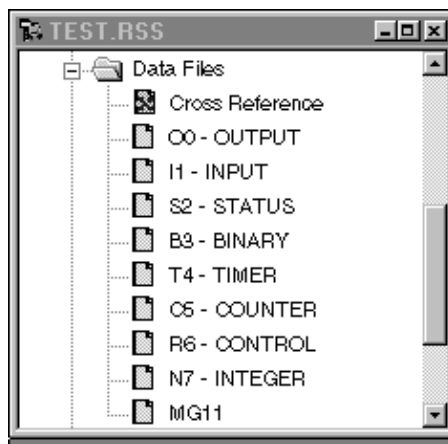 TEST.RSS
Data Files
Cross Reference
O0 - OUTPUT
I1 - INPUT
S2 - STATUS
B3 - BINARY
T4 - TIMER
C5 - COUNTER
R6 - CONTROL
N7 - INTEGER
MG11